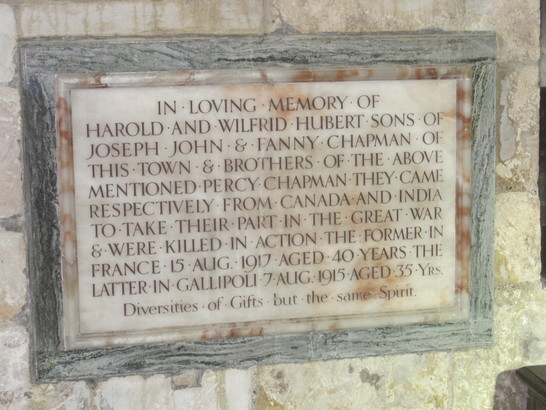 IN · LOVING · MEMORY · OF
HAROLD · AND · WILFRID · HUBERT · SONS · OF
JOSEPH · JOHN · & · FANNY · CHAPMAN · OF
THIS · TOWN · & · BROTHERS · OF · THE · ABOVE
MENTIONED · PERCY · CHAPMAN · THEY · CAME
RESPECTIVELY · FROM · CANADA · AND · INDIA
TO · TAKE · THEIR · PART · IN · THE · GREAT · WAR
& · WERE · KILLED · IN · ACTION · THE · FORMER · IN
FRANCE · 15 · AUG. · 1917 · AGED · 40 · YEARS · THE
LATTER · IN · GALLIPOLI · 7 · AUG. 1915 · AGED · 35 · Yrs.
Diversities · of · Gifts · but · the · same · Spirit.